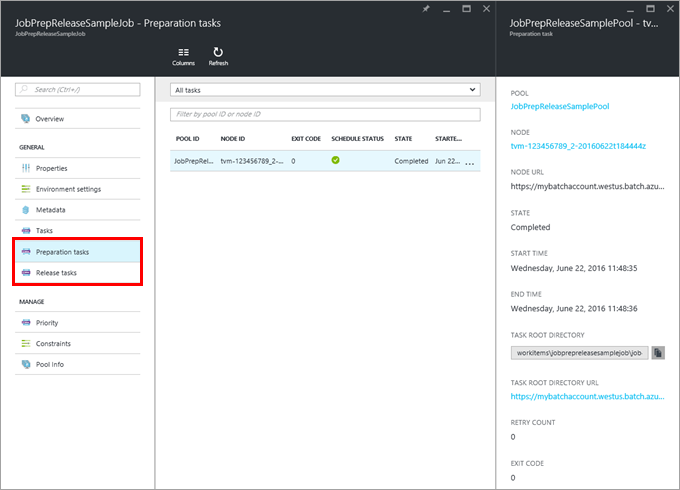 JobPrepReleaseSampleJob - Preparation tasks
JobPrepReleaseSampleJob
Columns
Refresh
Search (Ctrl+/)
Overview
GENERAL
Properties
Environment settings
Metadata
Tasks
Preparation tasks
Release tasks
MANAGE
Priority
Constraints
Pool Info
All tasks
Filter by pool ID or node ID
POOL ID NODE ID EXIT CODE SCHEDULE STATUS STATE STARTE...
JobPrepRel... tvm-123456789_2-... 0 Completed Jun 22... ...
JobPrepReleaseSamplePool - tv...
Preparation task
POOL
JobPrepReleaseSamplePool
NODE
tvm-123456789_2-20160622t184444z
NODE URL
https://mybatchaccount.westus.batch.azu...
STATE
Completed
START TIME
Wednesday, June 22, 2016 11:48:35
END TIME
Wednesday, June 22, 2016 11:48:36
TASK ROOT DIRECTORY
workitems\jobprepreleasesamplejob\job
TASK ROOT DIRECTORY URL
https://mybatchaccount.westus.batch.azu...
RETRY COUNT
0
EXIT CODE
0